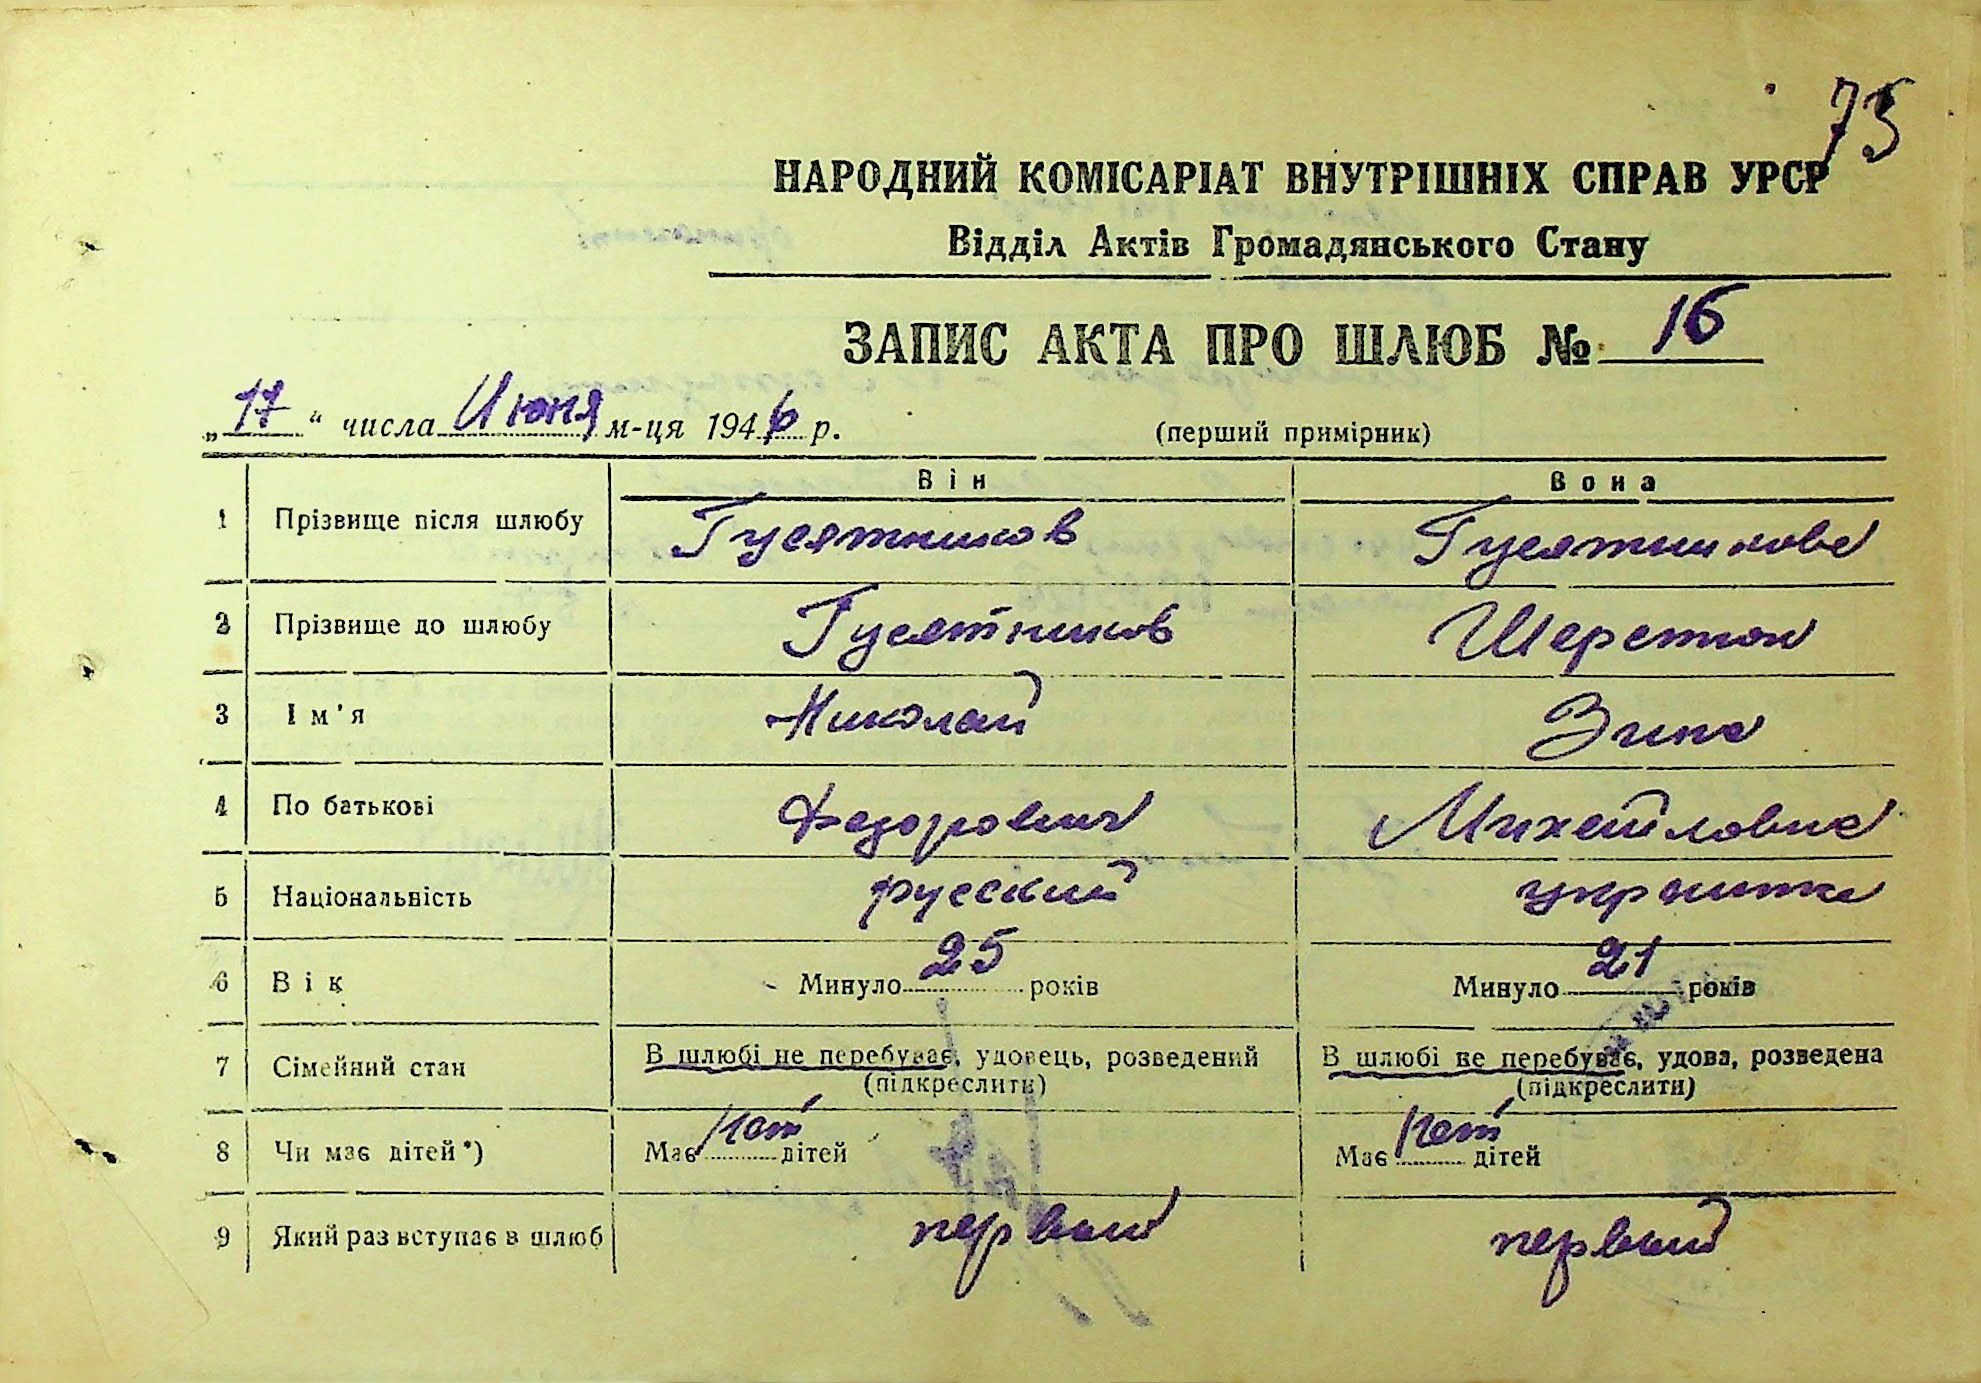 73
НАРОДНИЙ КОМІСАРІАТ ВНУТРІШНІХ СПРАВ УРСР
Відділ Актів Громадянського Стану
ЗАПИС АКТА ПРО ШЛЮБ № 16
„17“ числа Июня м-ця 1946 р. (перший примірник)
Він Вона
1 Прізвище після шлюбу Гусятников Гусятникова
2 Прізвище до шлюбу Гусятников Шерстюк
3 Ім'я Николай Зина
4 По батькові Федорович Михайловна
5 Національність русский украинка
6 Вік Минуло 25 років Минуло 21 років
7 Сімейний стан В шлюбі не перебуває, удовець, розведений В шлюбі не перебуває, удова, розведена
(підкреслити) (підкреслити)
8 Чи має дітей*) Має нет дітей Має нет дітей
9 Який раз вступає в шлюб первый первый